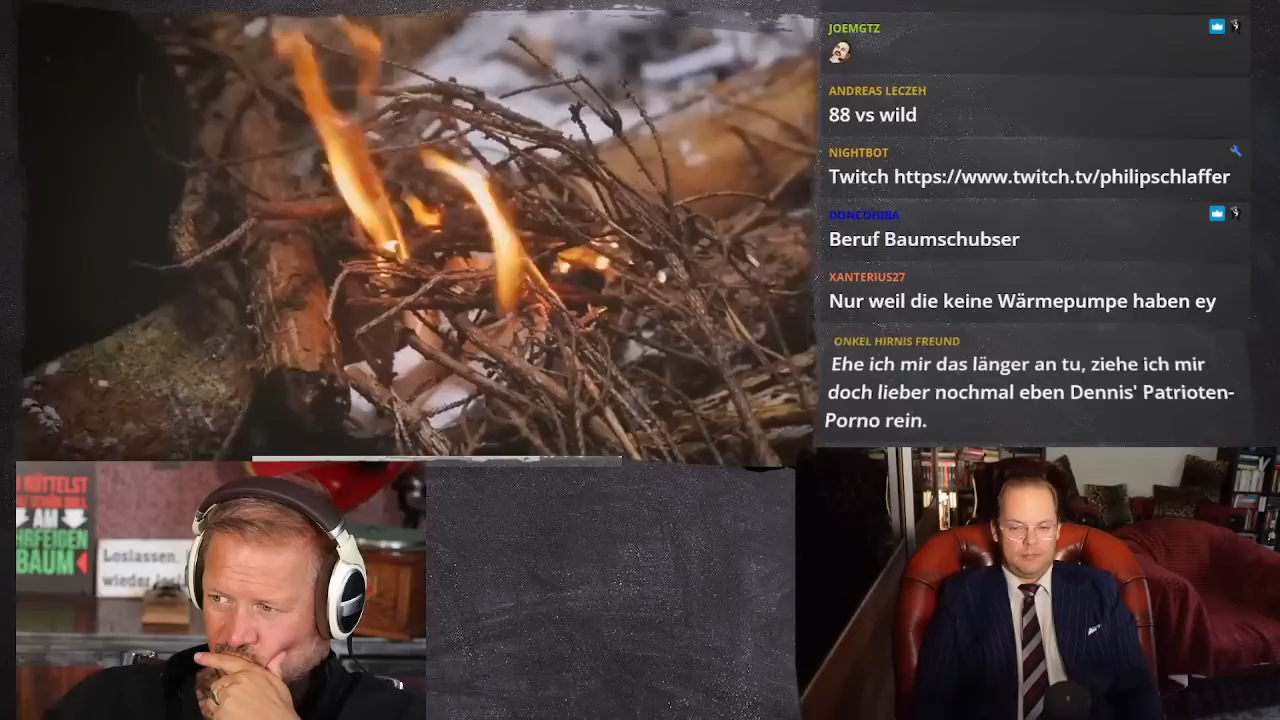 JOEMGTZ
ANDREAS LECZEH
88 vs wild
NIGHTBOT
Twitch https://www.twitch.tv/philipschlaffer
DONCOHIBA
Beruf Baumschubser
XANTERIUS27
Nur weil die keine Wärmepumpe haben ey
ONKEL HIRNIS FREUND
Ehe ich mir das länger an tu, ziehe ich mir
doch lieber nochmal eben Dennis' Patrioten-
Porno rein.
AM
BAUM
Loslassen,
wieder